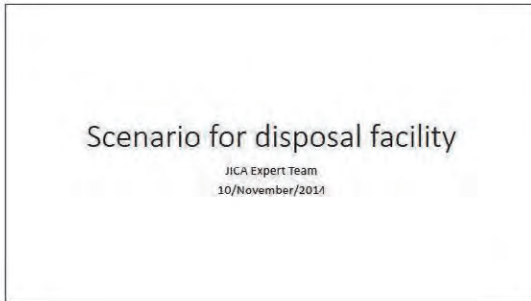 Scenario for disposal facility
JICA Expert Team
10/November/2014